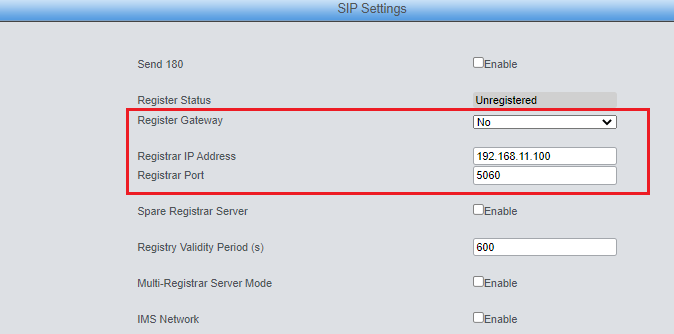 SIP Settings
Send 180 Enable
Register Status Unregistered
Register Gateway No
Registrar IP Address 192.168.11.100
Registrar Port 5060
Spare Registrar Server Enable
Registry Validity Period (s) 600
Multi-Registrar Server Mode Enable
IMS Network Enable